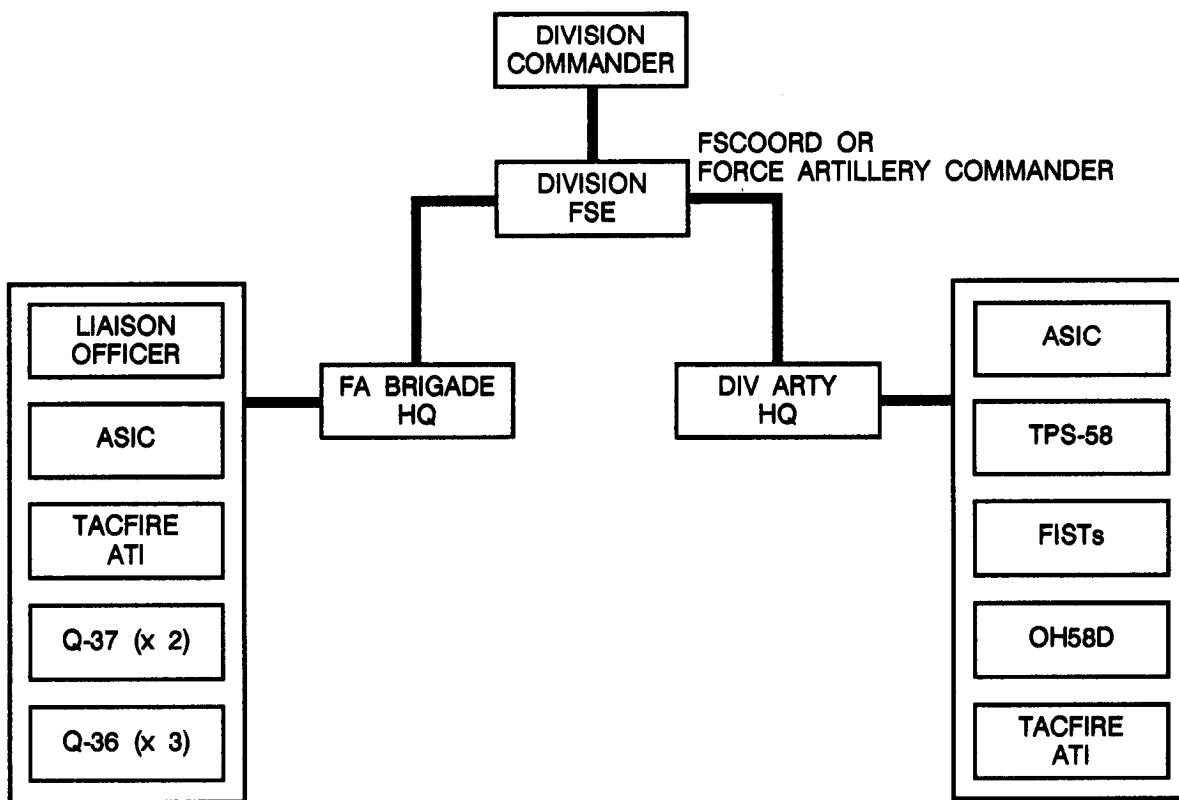 DIVISION
COMMANDER
FSCOORD OR
FORCE ARTILLERY COMMANDER
DIVISION
FSE
LIAISON
OFFICER
ASIC
TACFIRE
ATI
Q-37 (x 2)
Q-36 (x 3)
FA BRIGADE
HQ
DIV ARTY
HQ
ASIC
TPS-58
FISTs
OH58D
TACFIRE
ATI